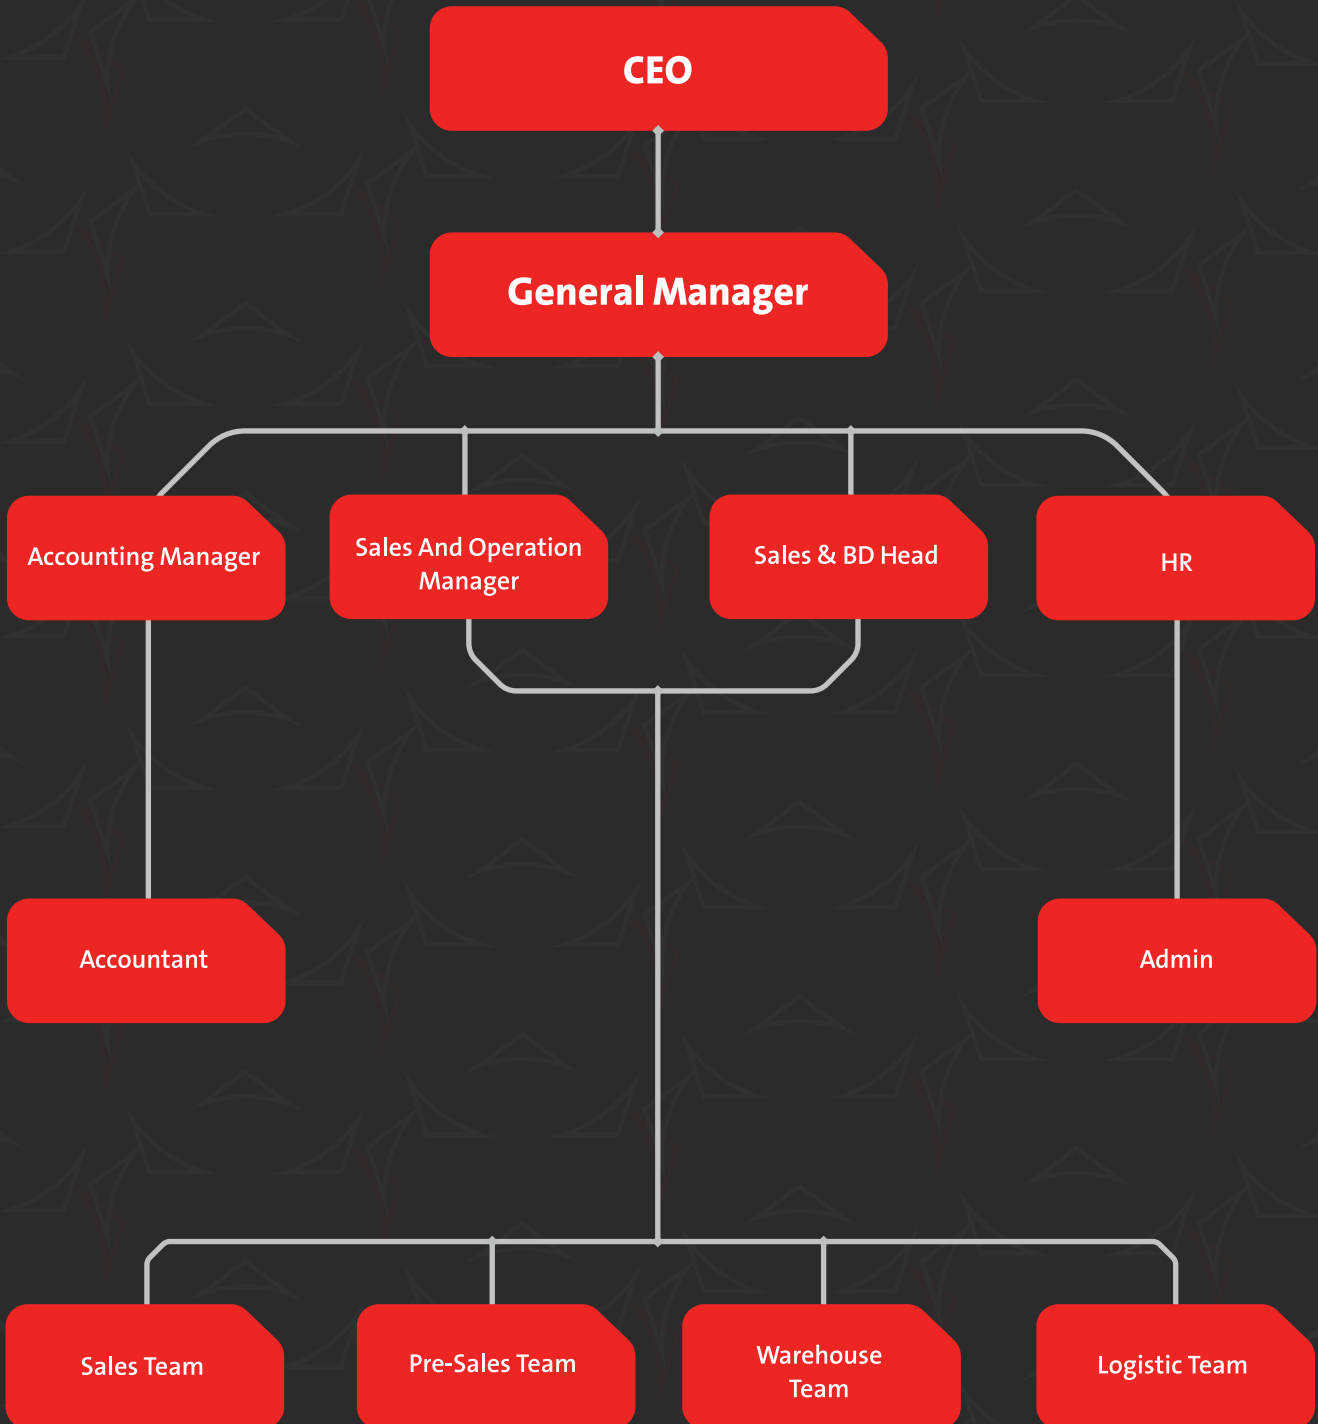 CEO
General Manager
Accounting Manager
Sales And Operation
Manager
Sales & BD Head
HR
Accountant
Admin
Sales Team
Pre-Sales Team
Warehouse
Team
Logistic Team